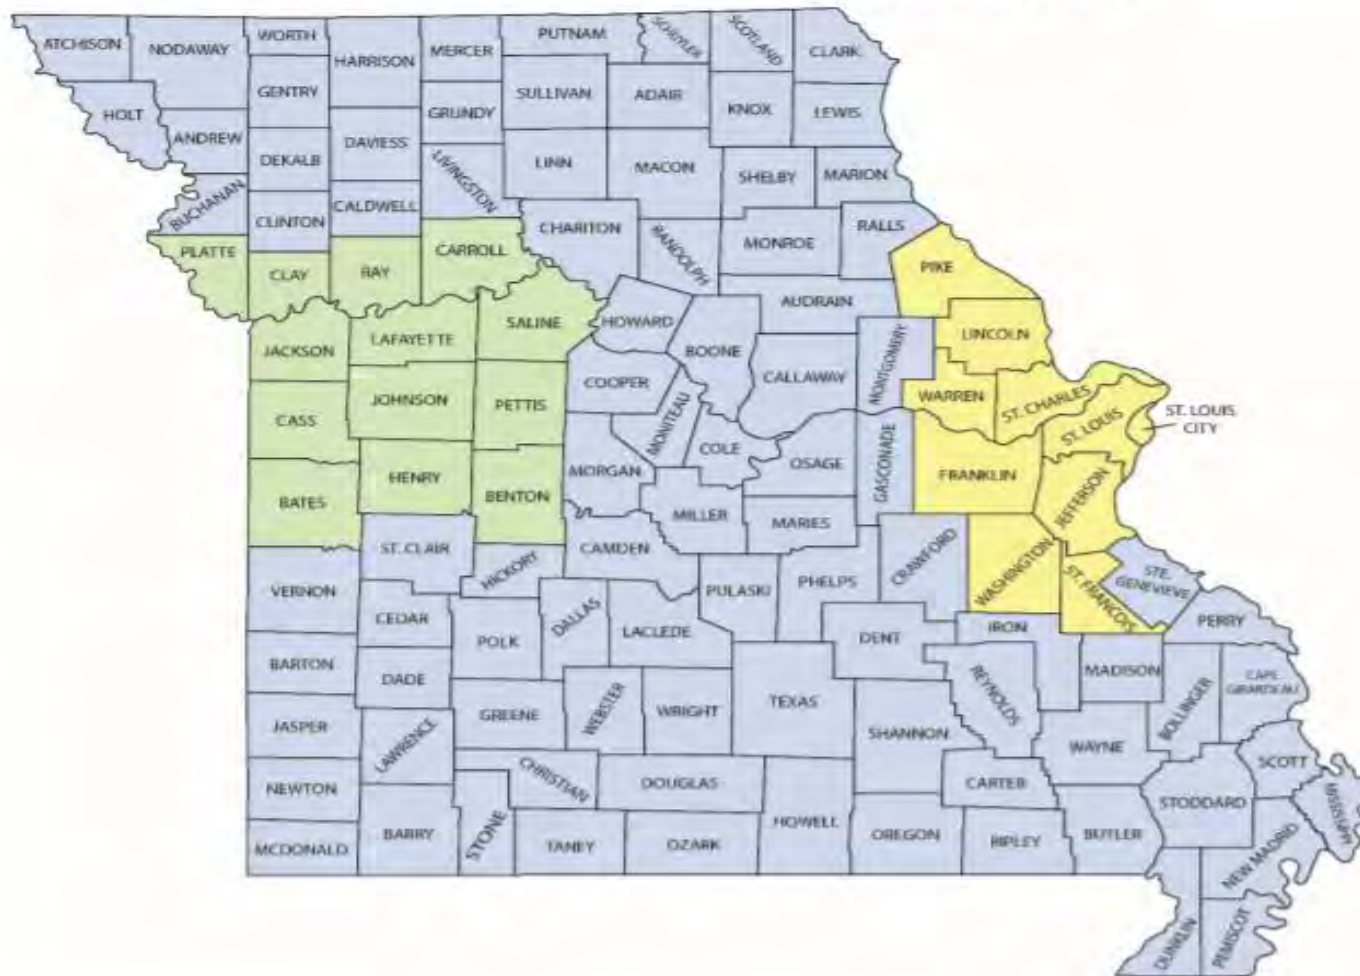 ATCHISON
NODAWAY
WORTH
HARRISON
MERCER
PUTNAM
SCHUYLER
SCOTLAND
CLARK
HOLT
GENTRY
GRUNDY
SULLIVAN
ADAIR
KNOX
LEWIS
ANDREW
DEKALB
DAVIESS
LIVINGSTON
LINN
MACON
SHELBY
MARION
BUCHANAN
CLINTON
CALDWELL
CHARITON
RANDOLPH
MONROE
RALLS
PLATTE
CLAY
RAY
CARROLL
PIKE
AUDRAIN
JACKSON
LAFAYETTE
SALINE
HOWARD
BOONE
LINCOLN
MONTGOMERY
CALLAWAY
COOPER
WARREN
ST. CHARLES
ST. LOUIS
ST. LOUIS
CITY
CASS
JOHNSON
PETTIS
MONITEAU
COLE
OSAGE
GASCONADE
FRANKLIN
JEFFERSON
MORGAN
BATES
HENRY
BENTON
MILLER
MARIES
ST. CLAIR
HICKORY
CAMDEN
PULASKI
PHELPS
CRAWFORD
WASHINGTON
ST. FRANCOIS
STE.
GENEVIEVE
PERRY
VERNON
CEDAR
POLK
DALLAS
LACLEDE
DENT
IRON
BARTON
DADE
GREENE
WEBSTER
WRIGHT
TEXAS
REYNOLDS
MADISON
BOLLINGER
CAPE
GIRARDEAU
JASPER
LAWRENCE
SHANNON
WAYNE
SCOTT
NEWTON
CHRISTIAN
DOUGLAS
CARTER
STODDARD
MISSISSIPPI
MCDONALD
BARRY
STONE
TANEY
OZARK
HOWELL
OREGON
RIPLEY
BUTLER
NEW MADRID
DUNKLIN
PEMISCOT